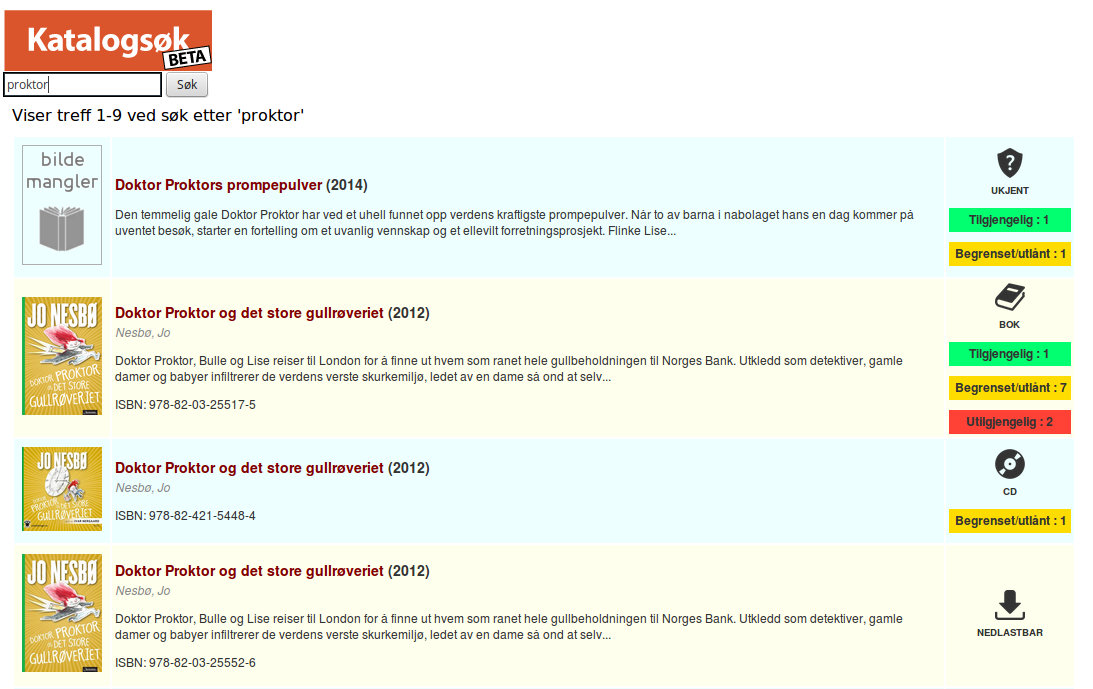 Katalogsøk
BETA
proktor
Søk
Viser treff 1-9 ved søk etter 'proktor'
bilde
mangler
Doktor Proktors prompepulver (2014)
Den temmelig gale Doktor Proktor har ved et uhell funnet opp verdens kraftigste prompepulver. Når to av barna i nabolaget hans en dag kommer på
uventet besøk, starter en fortelling om et uvanlig vennskap og et ellevilt forretningsprosjekt. Flinke Lise...
UKJENT
Tilgjengelig : 1
Begrenset/utlånt : 1
JO NESBØ
DOKTOR PROKTOR
OG DET STORE
GULLRØVERIET
Doktor Proktor og det store gullrøveriet (2012)
Nesbø, Jo
Doktor Proktor, Bulle og Lise reiser til London for å finne ut hvem som ranet hele gullbeholdningen til Norges Bank. Utkledd som detektiver, gamle
damer og babyer infiltrerer de verdens verste skurkemiljø, ledet av en dame så ond at selv...
ISBN: 978-82-03-25517-5
BOK
Tilgjengelig : 1
Begrenset/utlånt : 7
Utilgjengelig : 2
JO NESBØ
DOKTOR
PROKTOR
OG DET STORE
GULLRØVERIET
Doktor Proktor og det store gullrøveriet (2012)
Nesbø, Jo
ISBN: 978-82-421-5448-4
CD
Begrenset/utlånt : 1
JO NESBØ
DOKTOR PROKTOR
OG DET STORE
GULLRØVERIET
Doktor Proktor og det store gullrøveriet (2012)
Nesbø, Jo
Doktor Proktor, Bulle og Lise reiser til London for å finne ut hvem som ranet hele gullbeholdningen til Norges Bank. Utkledd som detektiver, gamle
damer og babyer infiltrerer de verdens verste skurkemiljø, ledet av en dame så ond at selv...
ISBN: 978-82-03-25552-6
NEDLASTBAR